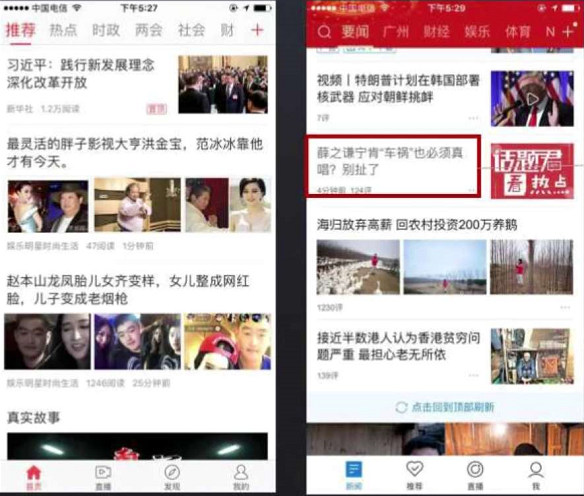 中国电信
下午5:27
推荐 热点 时政 两会 社会 财
习近平：践行新发展理念
深化改革开放
新华社 1.2万阅读 置顶
最灵活的胖子影视大亨洪金宝，范冰冰靠他
才有今天。
娱乐明星时尚生活 47阅读 1分钟前
赵本山龙凤胎儿女齐变样，女儿整成网红
脸，儿子变成老烟枪
娱乐明星时尚生活 1246阅读 25分钟前
真实故事
首页 直播 发现 我的
中国电信
下午5:29
要闻 广州 财经 娱乐 体育 N
视频丨特朗普计划在韩国部署
核武器 应对朝鲜挑衅
7评
薛之谦宁肯“车祸”也必须真
唱？别扯了
4分钟前 124评
话题君
看热点
海归放弃高薪 回农村投资200万养鹅
1230评
接近半数港人认为香港贫穷问
题严重 最担心老无所依
139评
点击回到顶部刷新
新闻 推荐 直播 我